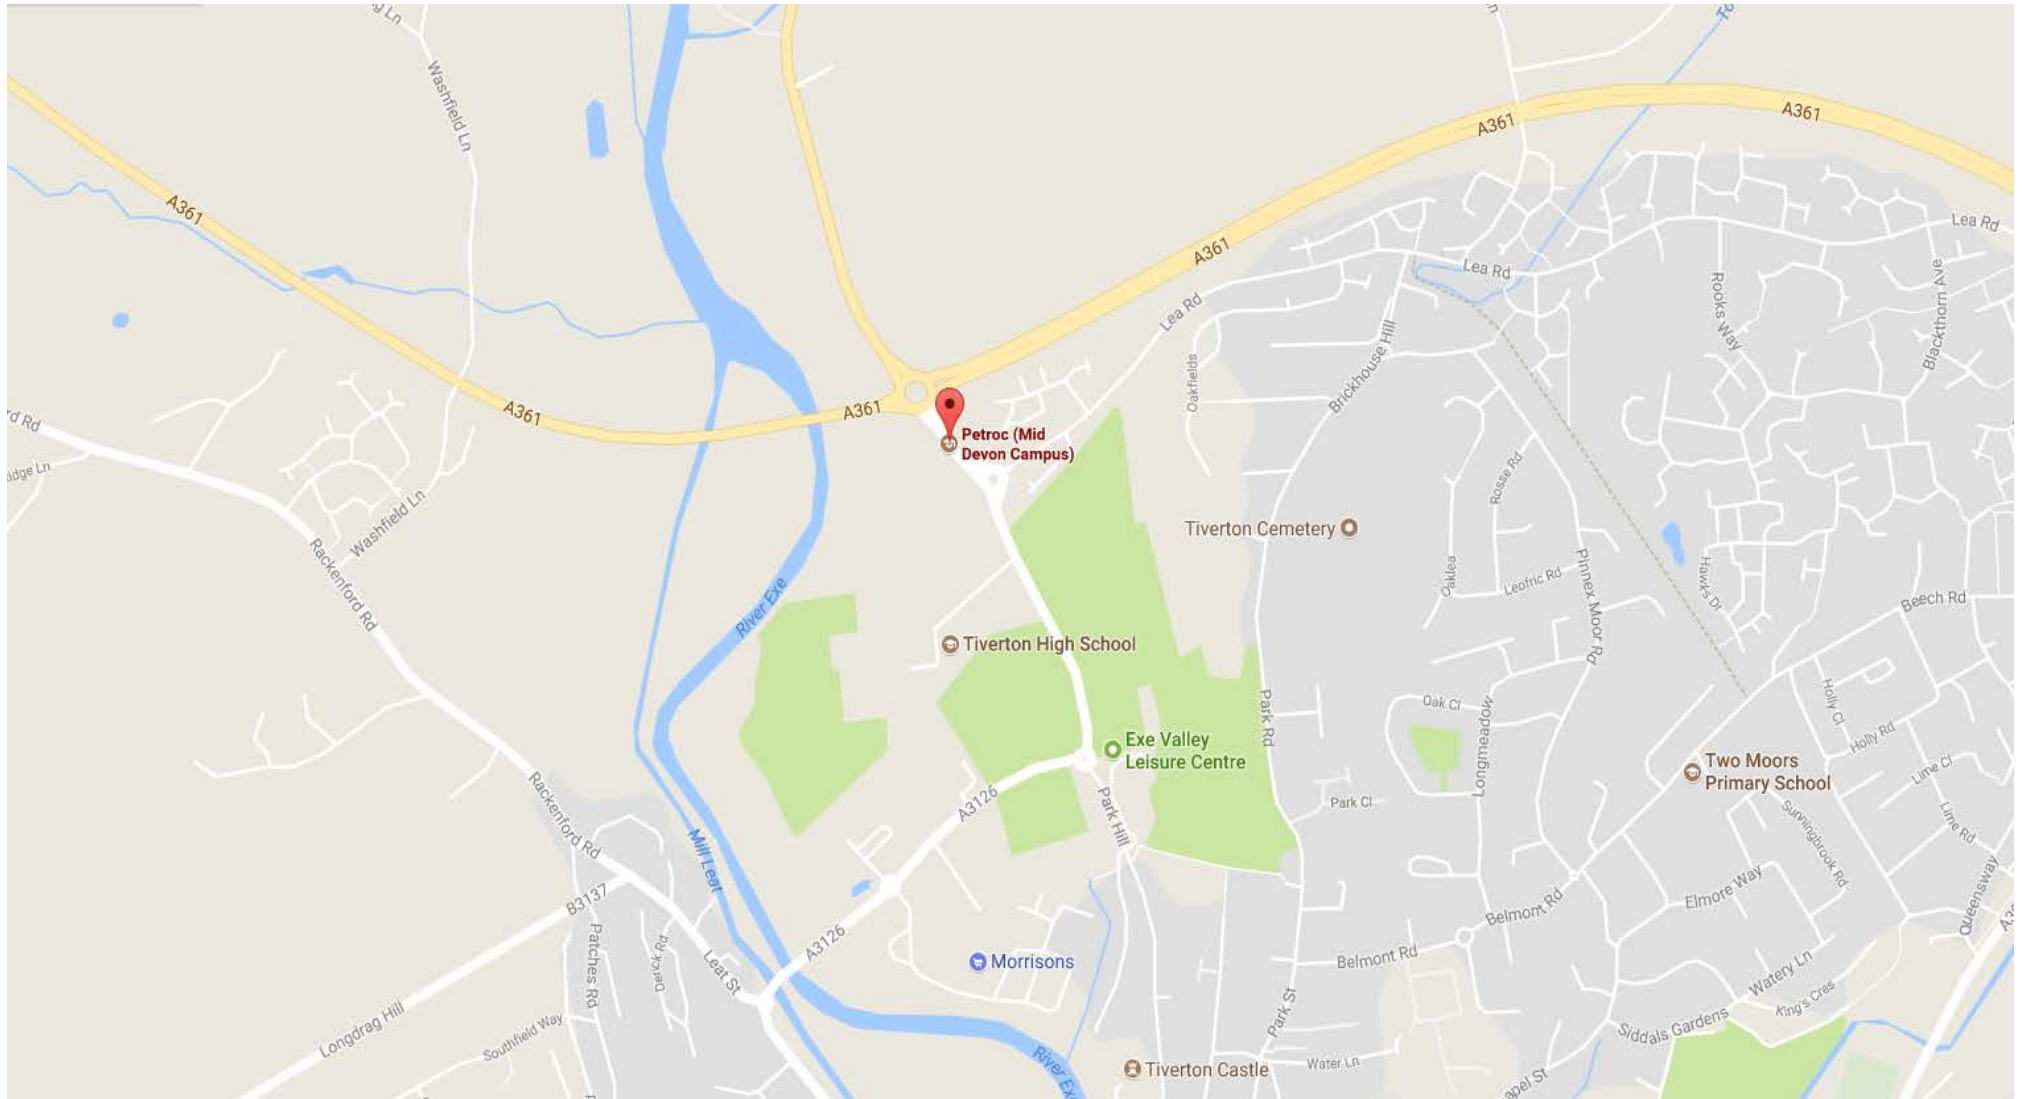 Washfield Ln
A361
A361
A361
Lea Rd
A361
A361
Lea Rd
Lea Rd
Rooks Way
Blackthorn Ave
Brickhouse Hill
Oakfields
A361
A361
Petroc (Mid
Devon Campus)
Washfield Ln
Rackenford Rd
River Exe
Tiverton Cemetery
Rosse Rd
Oaklea
Leofric Rd
Pinnex Moor Rd
Hawk's Dr
Beech Rd
Tiverton High School
Park Rd
Oak Cl
Longmeadow
Holly Cl
Holly Rd
Exe Valley
Leisure Centre
Two Moors
Primary School
Lime Cl
Lime Rd
Park Cl
Sunningbrook Rd
A3126
Park Hill
Rackenford Rd
Mill Leat
B3137
Patches Rd
Derick Rd
Leat St
A3126
Morrisons
Belmont Rd
Belmont Rd
Elmore Way
Queensway
Watery Ln
King's Cres
Siddals Gardens
Park St
Water Ln
Longdrag Hill
Southfield Way
River Exe
Tiverton Castle